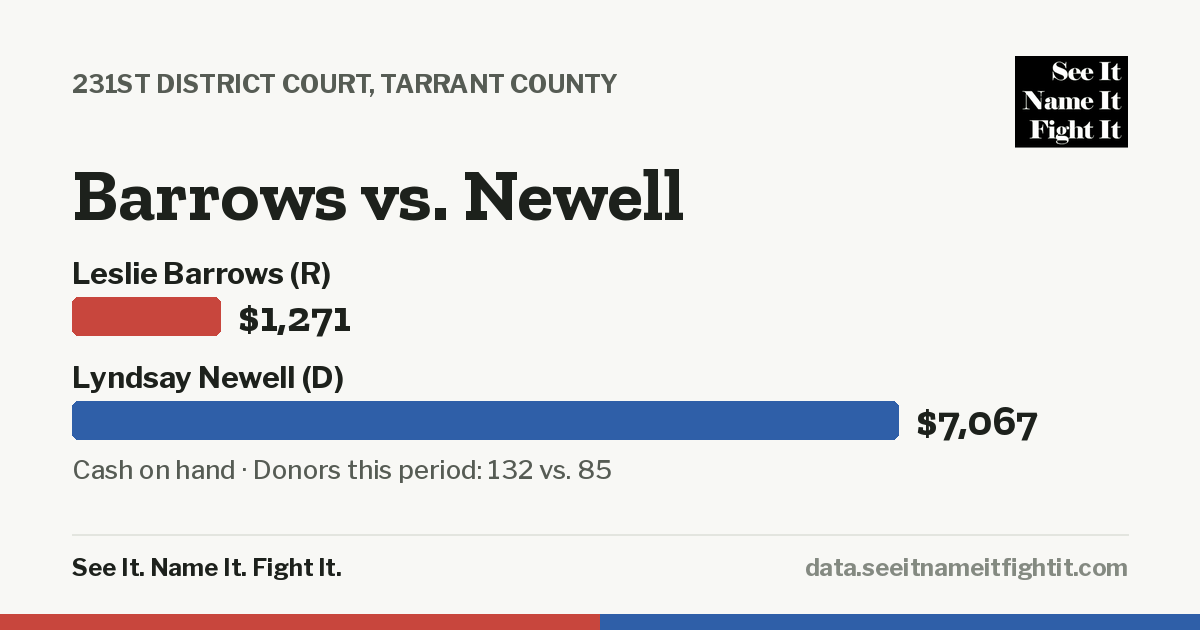 231ST DISTRICT COURT, TARRANT COUNTY
See It
Name It
Fight It
Barrows vs. Newell
Leslie Barrows (R)
$1,271
Lyndsay Newell (D)
$7,067
Cash on hand · Donors this period: 132 vs. 85
See It. Name It. Fight It.
data.seeitnameitfightit.com